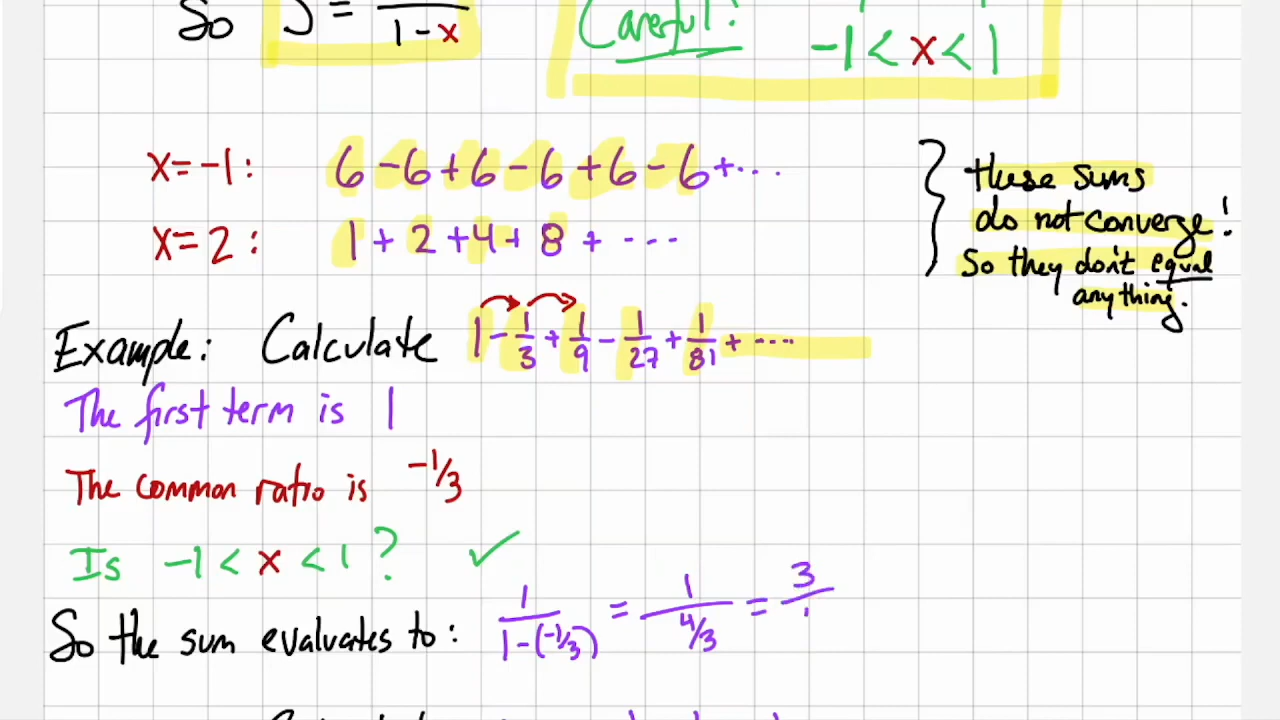 So S = 1-x
Careful! -1 < x < 1
x = -1: 6 - 6 + 6 - 6 + 6 - 6 + ...
x = 2: 1 + 2 + 4 + 8 + ...
these sums
do not converge!
So they don't equal
anything.
Example: Calculate 1 - 1/3 + 1/9 - 1/27 + 1/81 + ....
The first term is 1
The common ratio is -1/3
Is -1 < x < 1? ✓
So the sum evaluates to: 1/(1-(-1/3)) = 1/(4/3) = 3/